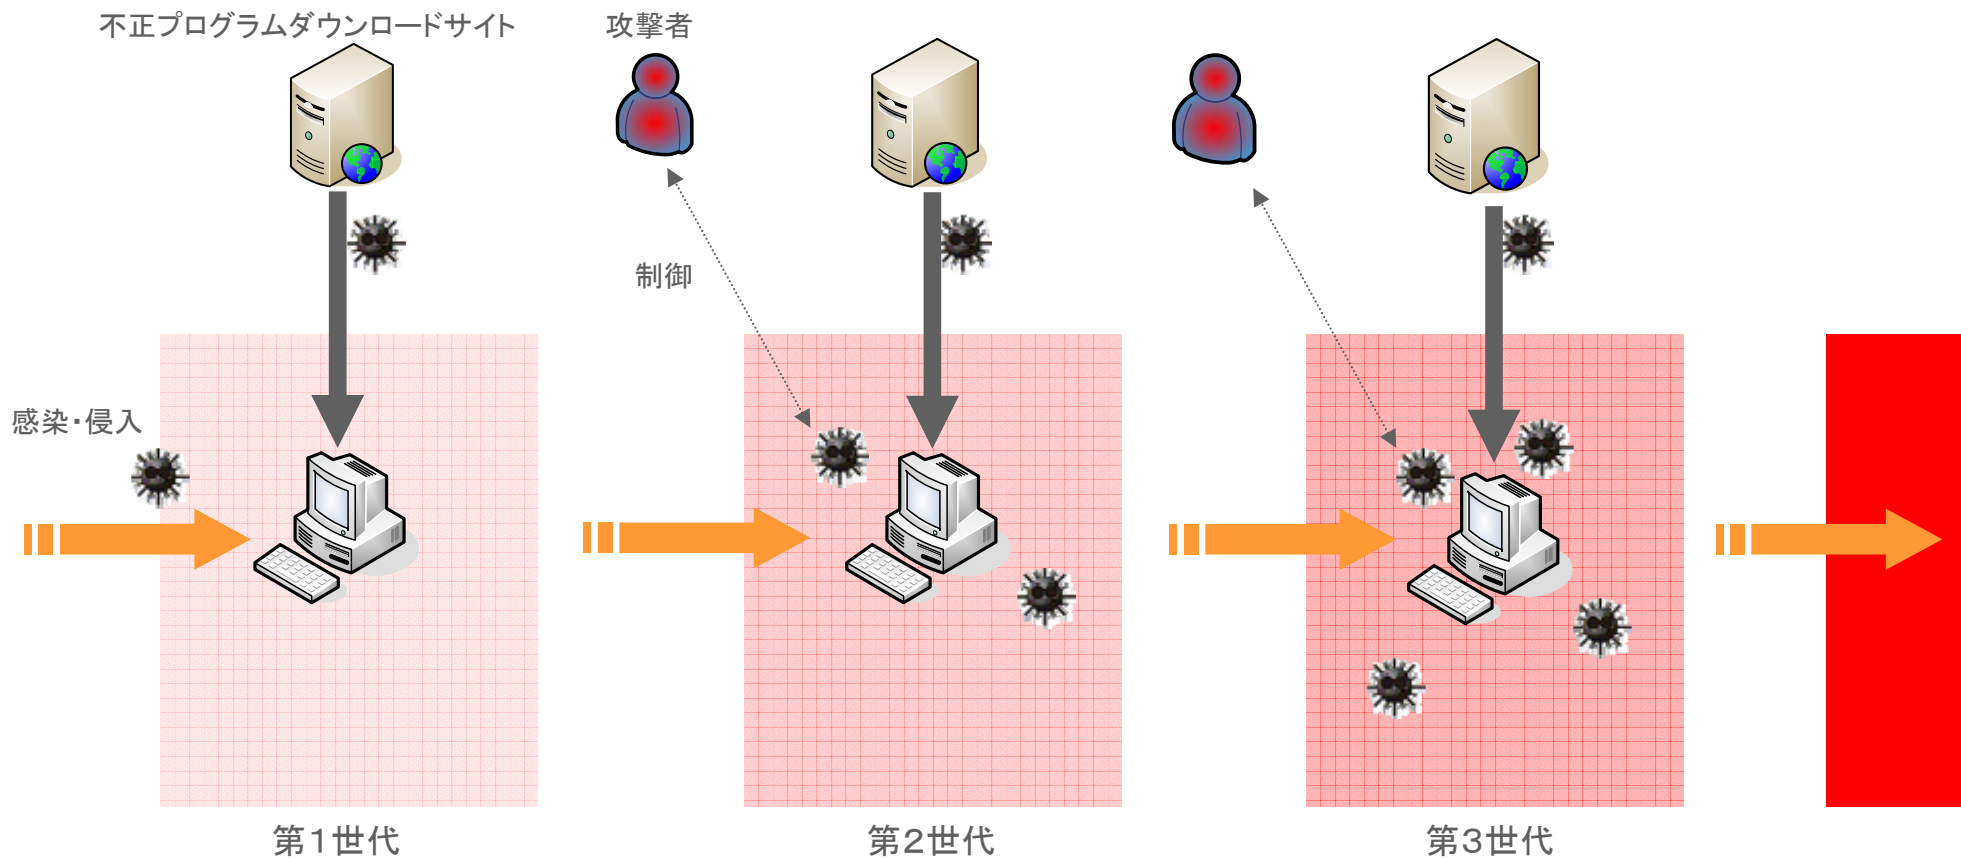 不正プログラムダウンロードサイト
攻撃者
制御
感染・侵入
第1世代
第2世代
第3世代